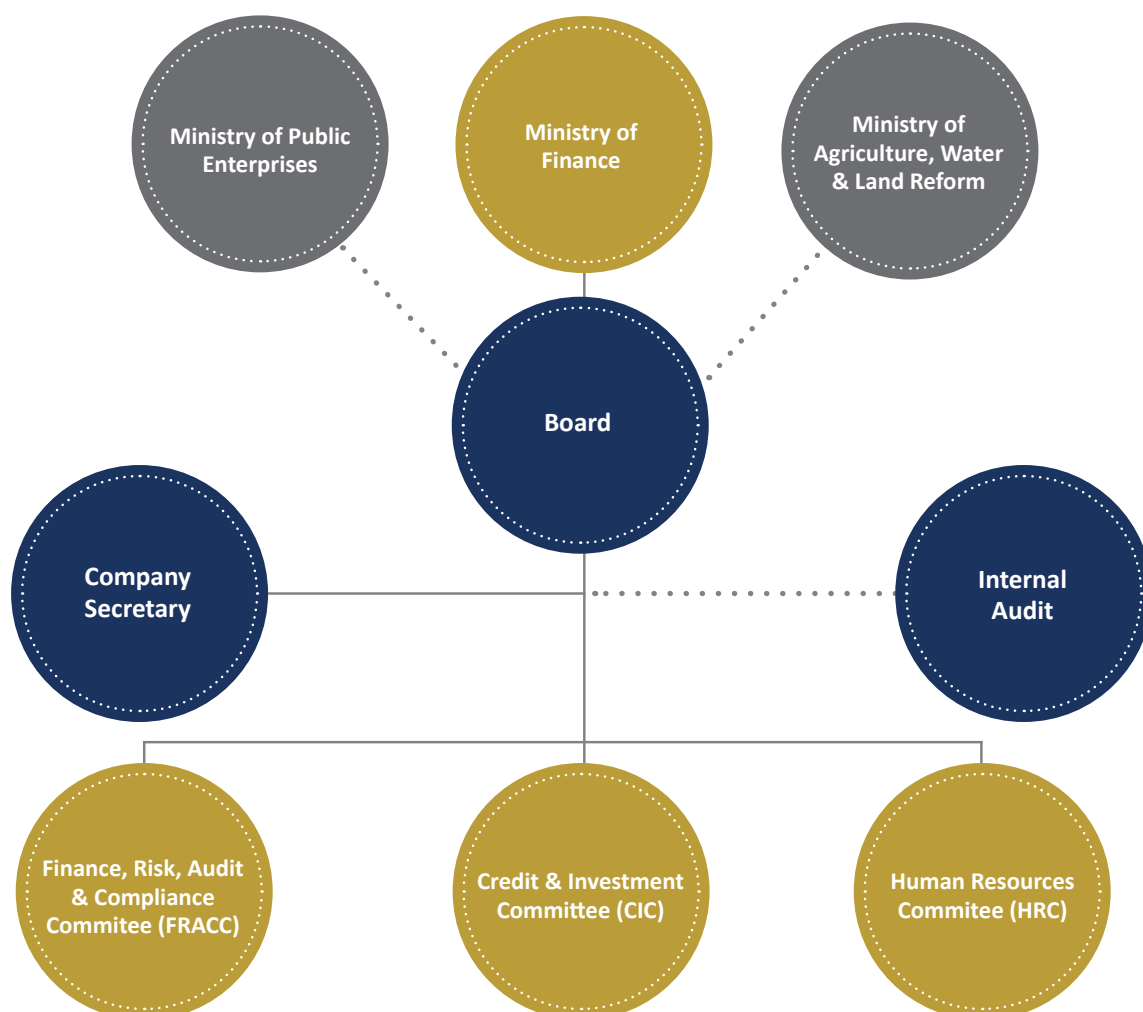 Ministry of Public
Enterprises
Ministry of
Finance
Ministry of
Agriculture, Water
& Land Reform
Board
Company
Secretary
Internal
Audit
Finance, Risk, Audit
& Compliance
Commitee (FRACC)
Credit & Investment
Committee (CIC)
Human Resources
Commitee (HRC)